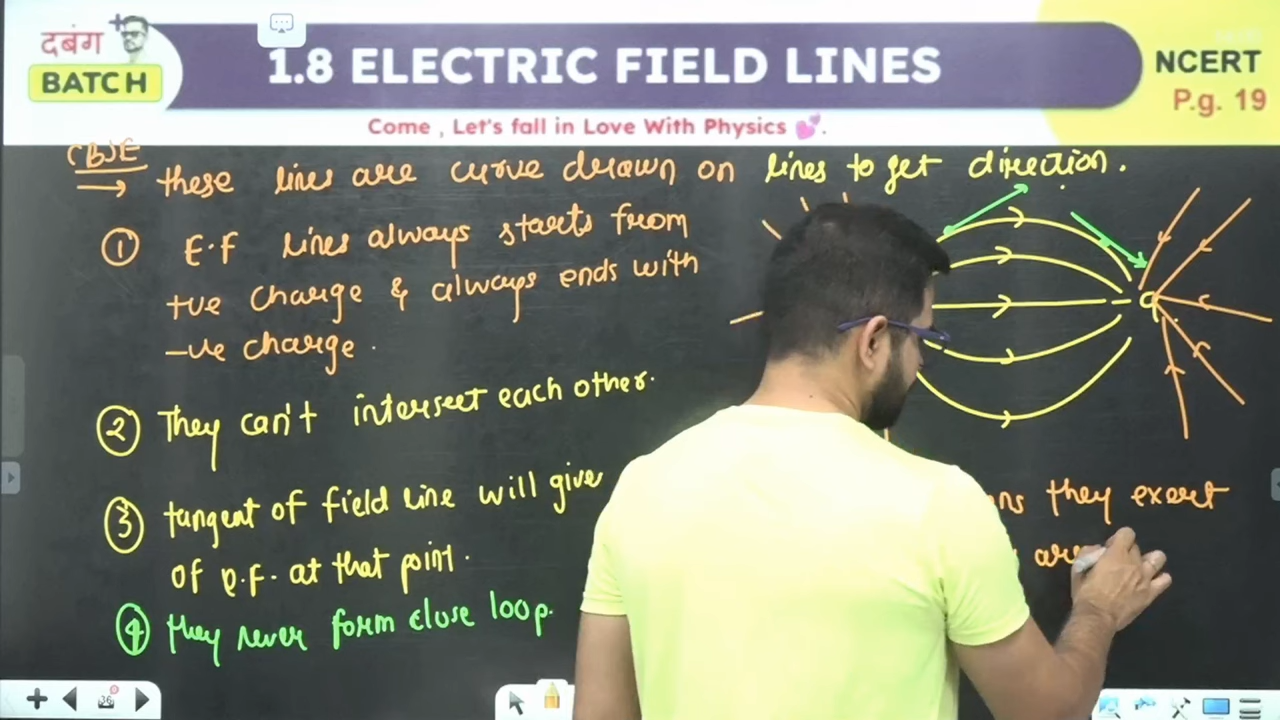 दबंग
BATCH
1.8 ELECTRIC FIELD LINES
NCERT
P.g. 19
Come , Let's fall in Love With Physics 💕.
CBSE
→ these lines are curve drawn on lines to get direction.
① E.F lines always starts from
+ve charge & always ends with
-ve charge.
② They can't intersect each other.
③ tangent of field line will give
of E.F. at that point.
④ they never form close loop.
they exert
36